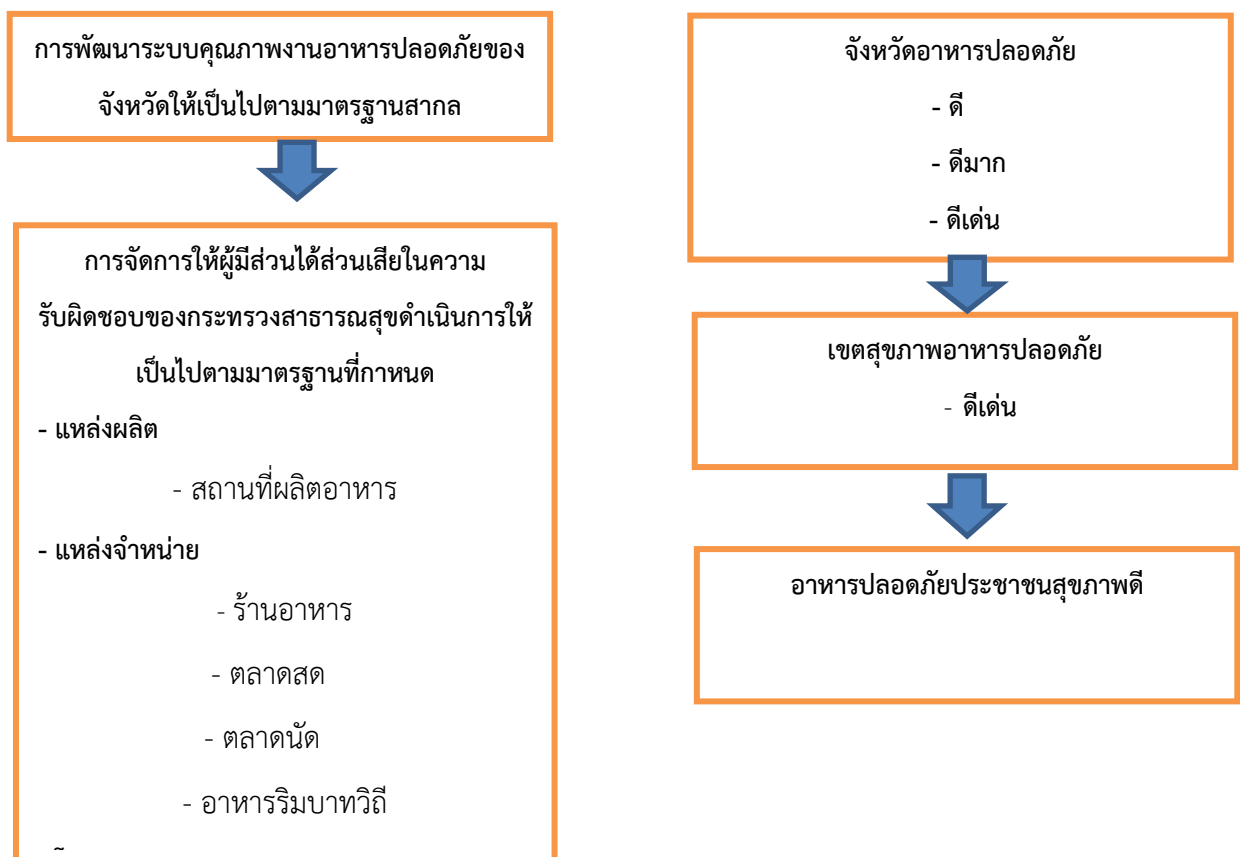 การพัฒนาระบบคุณภาพงานอาหารปลอดภัยของ
จังหวัดให้เป็นไปตามมาตรฐานสากล
การจัดการให้ผู้มีส่วนได้ส่วนเสียในความ
รับผิดชอบของกระทรวงสาธารณสุขดำเนินการให้
เป็นไปตามมาตรฐานที่กาหนด
- แหล่งผลิต
- สถานที่ผลิตอาหาร
- แหล่งจำหน่าย
- ร้านอาหาร
- ตลาดสด
- ตลาดนัด
- อาหารริมบาทวิถี
จังหวัดอาหารปลอดภัย
- ดี
- ดีมาก
- ดีเด่น
เขตสุขภาพอาหารปลอดภัย
- ดีเด่น
อาหารปลอดภัยประชาชนสุขภาพดี